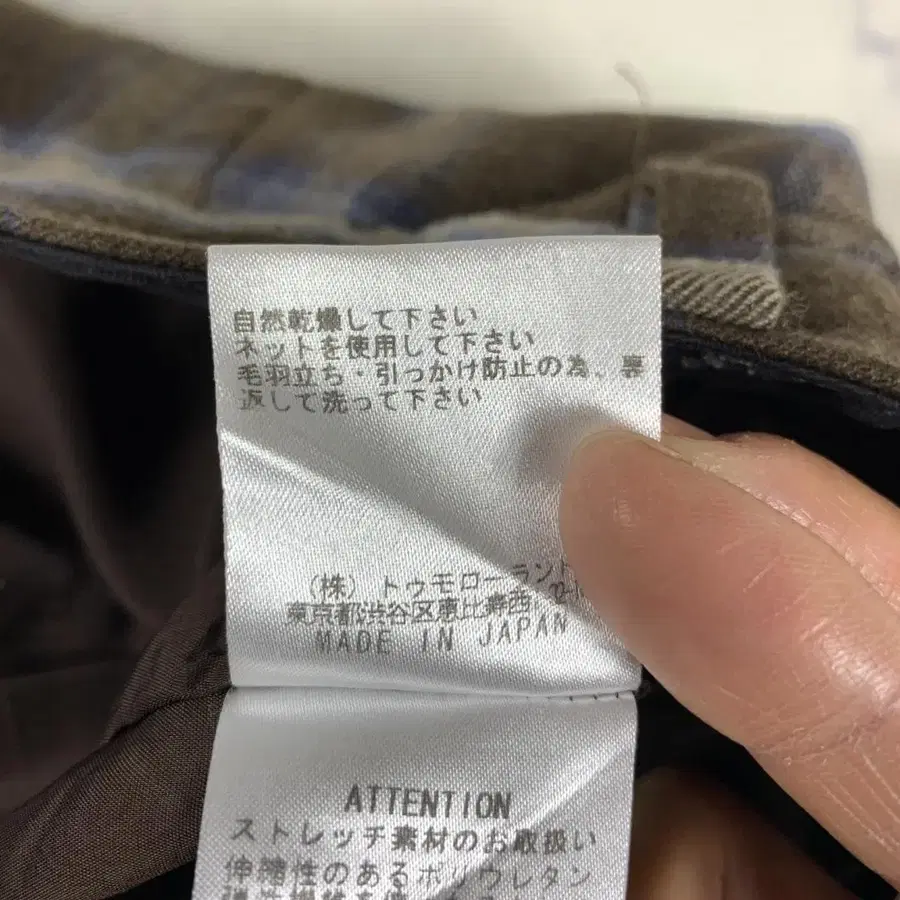 自然乾燥して下さい
ネットを使用して下さい
毛羽立ち・引っかけ防止の為、裏
返して洗って下さい
(株) トゥモローランド
東京都渋谷区恵比寿西
MADE IN JAPAN
ATTENTION
ストレッチ素材のお取扱い
伸縮性のあるポリウレタン